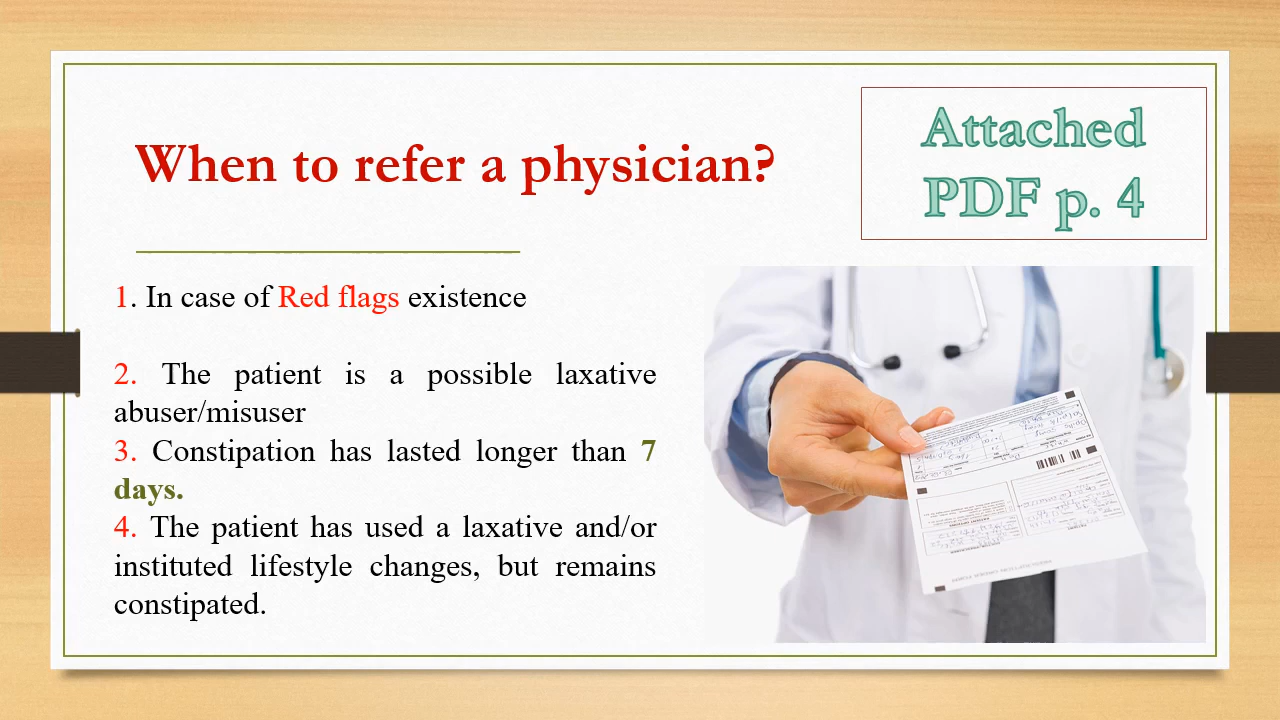 When to refer a physician?
Attached
PDF p. 4
1. In case of Red flags existence
2. The patient is a possible laxative
abuser/misuser
3. Constipation has lasted longer than 7
days.
4. The patient has used a laxative and/or
instituted lifestyle changes, but remains
constipated.